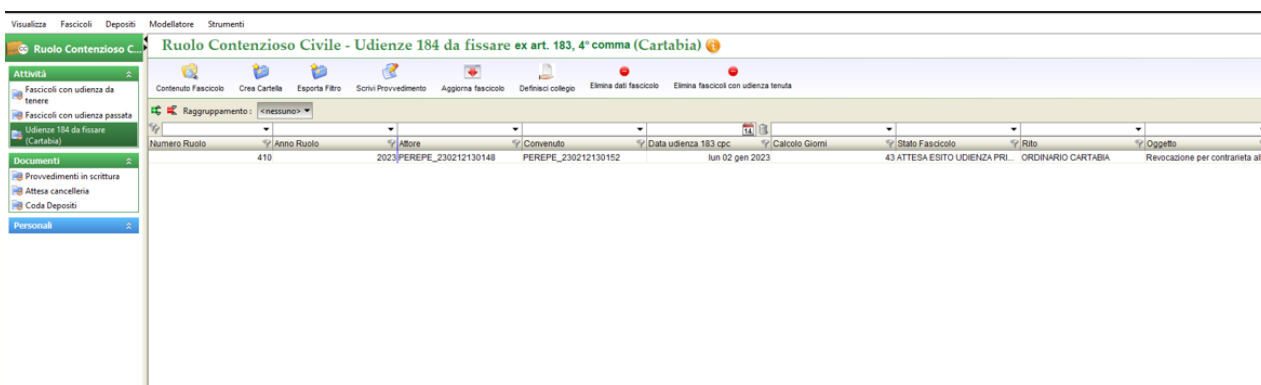 Visualizza Fascicoli Depositi Modellatore Strumenti
Ruolo Contenzioso C...
Ruolo Contenzioso Civile - Udienze 184 da fissare ex art. 183, 4° comma (Cartabia)
Attività
Fascicoli con udienza da tenere
Fascicoli con udienza passata
Udienze 184 da fissare (Cartabia)
Documenti
Provvedimenti in scrittura
Attesa cancelleria
Coda Depositi
Personali
Contenuto Fascicolo Crea Cartella Esporta Filtro Scrivi Provvedimento Aggiorna fascicolo Definisci collegio Elimina dati fascicolo Elimina fascicoli con udienza tenuta
Raggruppamento : <nessuno>
14
Numero Ruolo Anno Ruolo Attore Convenuto Data udienza 183 cpc Calcolo Giorni Stato Fascicolo Rito Oggetto
410 2023 PEREPE_230212130148 PEREPE_230212130152 lun 02 gen 2023 43 ATTESA ESITO UDIENZA PRI... ORDINARIO CARTABIA Revocazione per contrarieta al